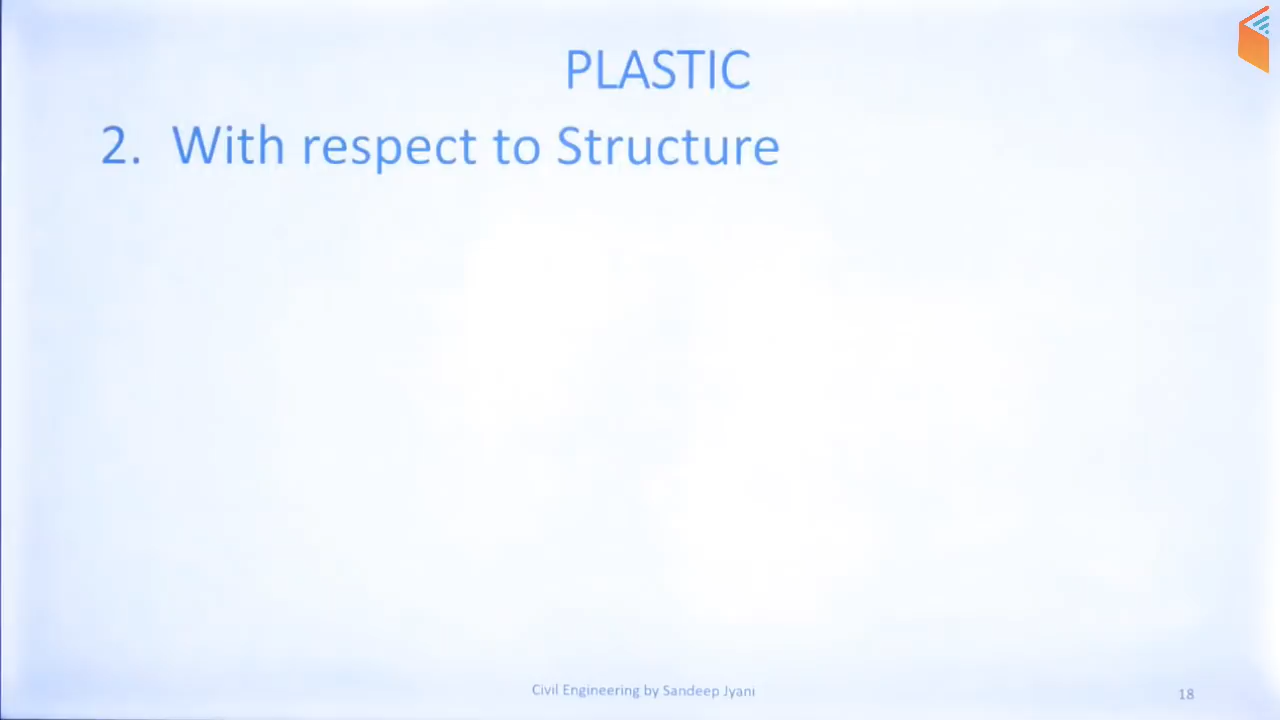 PLASTIC
2. With respect to Structure
Civil Engineering by Sandeep Jyani
18